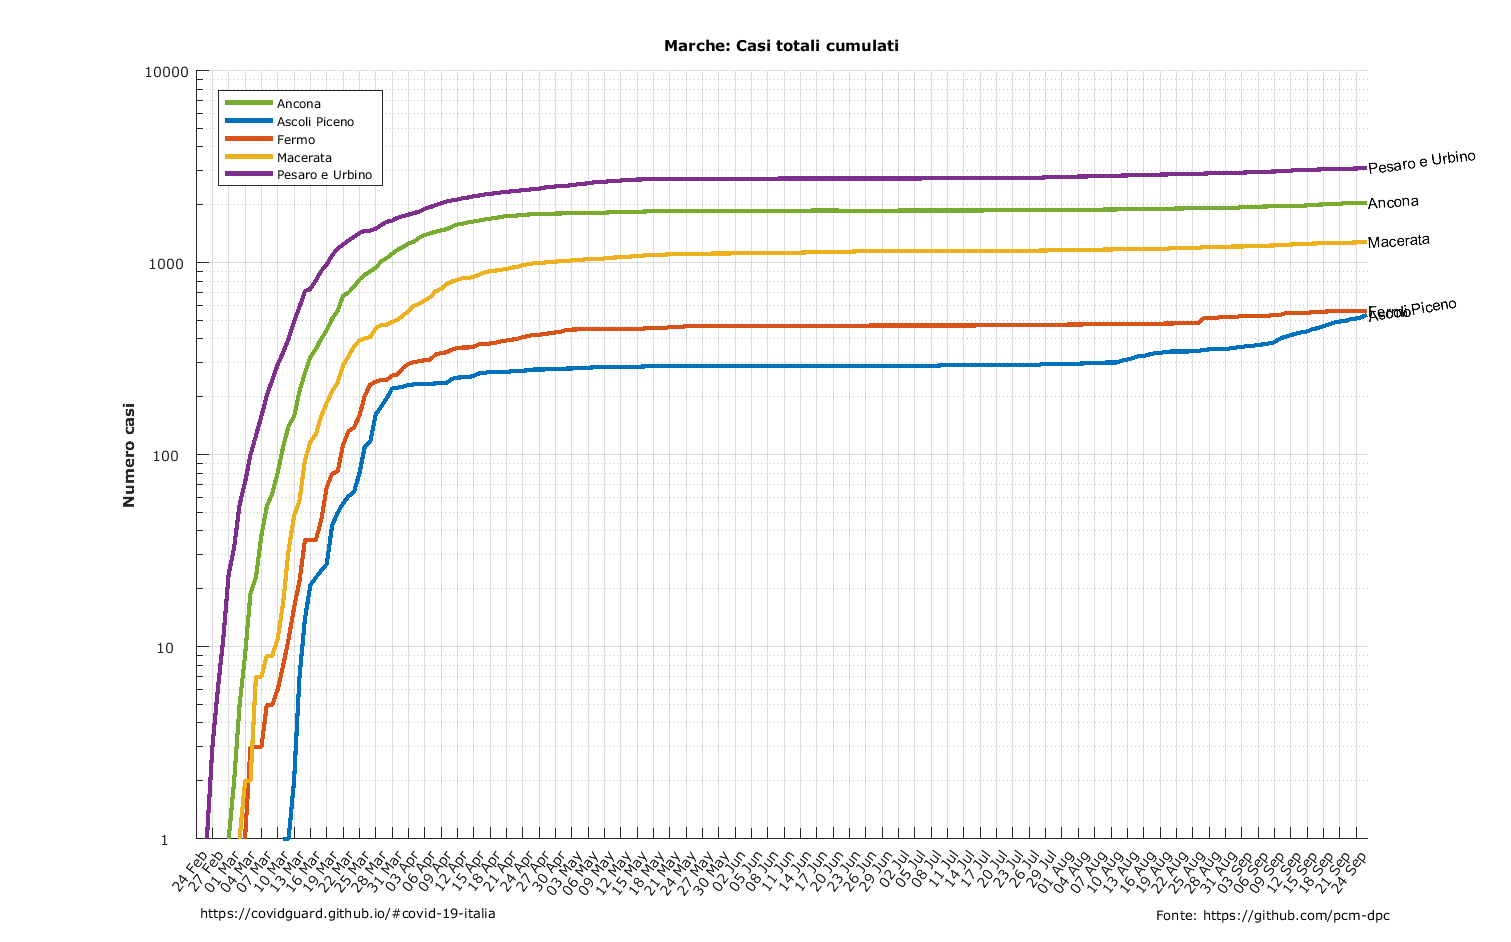 Marche: Casi totali cumulati
10000
1000
100
10
1
Numero casi
Ancona
Ascoli Piceno
Fermo
Macerata
Pesaro e Urbino
Pesaro e Urbino
Ancona
Macerata
Fermo
Ascoli Piceno
24 Feb
27 Feb
01 Mar
04 Mar
07 Mar
10 Mar
13 Mar
16 Mar
19 Mar
22 Mar
25 Mar
28 Mar
31 Mar
03 Apr
06 Apr
09 Apr
12 Apr
15 Apr
18 Apr
21 Apr
24 Apr
27 Apr
30 Apr
03 May
06 May
09 May
12 May
15 May
18 May
21 May
24 May
27 May
30 May
02 Jun
05 Jun
08 Jun
11 Jun
14 Jun
17 Jun
20 Jun
23 Jun
26 Jun
29 Jun
02 Jul
05 Jul
08 Jul
11 Jul
14 Jul
17 Jul
20 Jul
23 Jul
26 Jul
29 Jul
01 Aug
04 Aug
07 Aug
10 Aug
13 Aug
16 Aug
19 Aug
22 Aug
25 Aug
28 Aug
31 Aug
03 Sep
06 Sep
09 Sep
12 Sep
15 Sep
18 Sep
21 Sep
24 Sep
https://covidguard.github.io/#covid-19-italia
Fonte: https://github.com/pcm-dpc